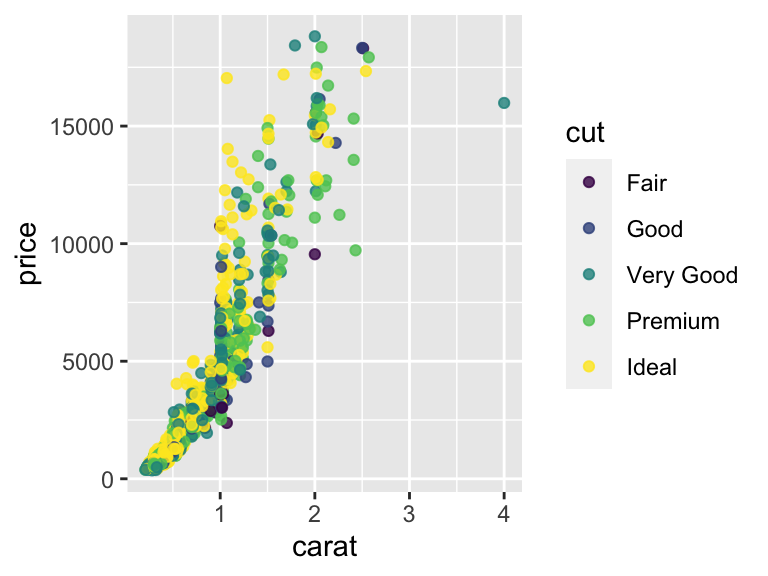 15000
10000
5000
0
price
1 2 3 4
carat
cut
Fair
Good
Very Good
Premium
Ideal